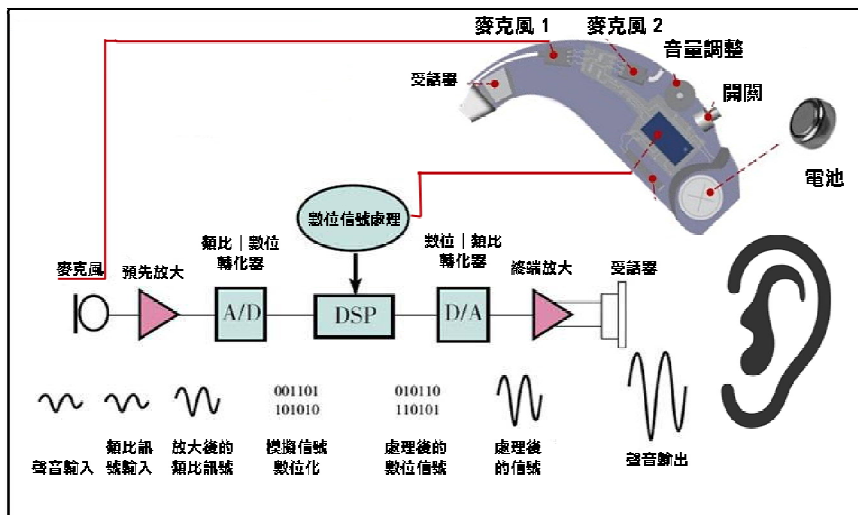 麥克風 1
麥克風 2
音量調整
受話器
開關
電池
數位信號處理
類比｜數位
轉化器
數位｜類比
轉化器
麥克風
預先放大
終端放大
受話器
A/D
DSP
D/A
001101
101010
010110
110101
聲音輸入
類比訊
號輸入
放大後的
類比訊號
模擬信號
數位化
處理後的
數位信號
處理後
的信號
聲音輸出